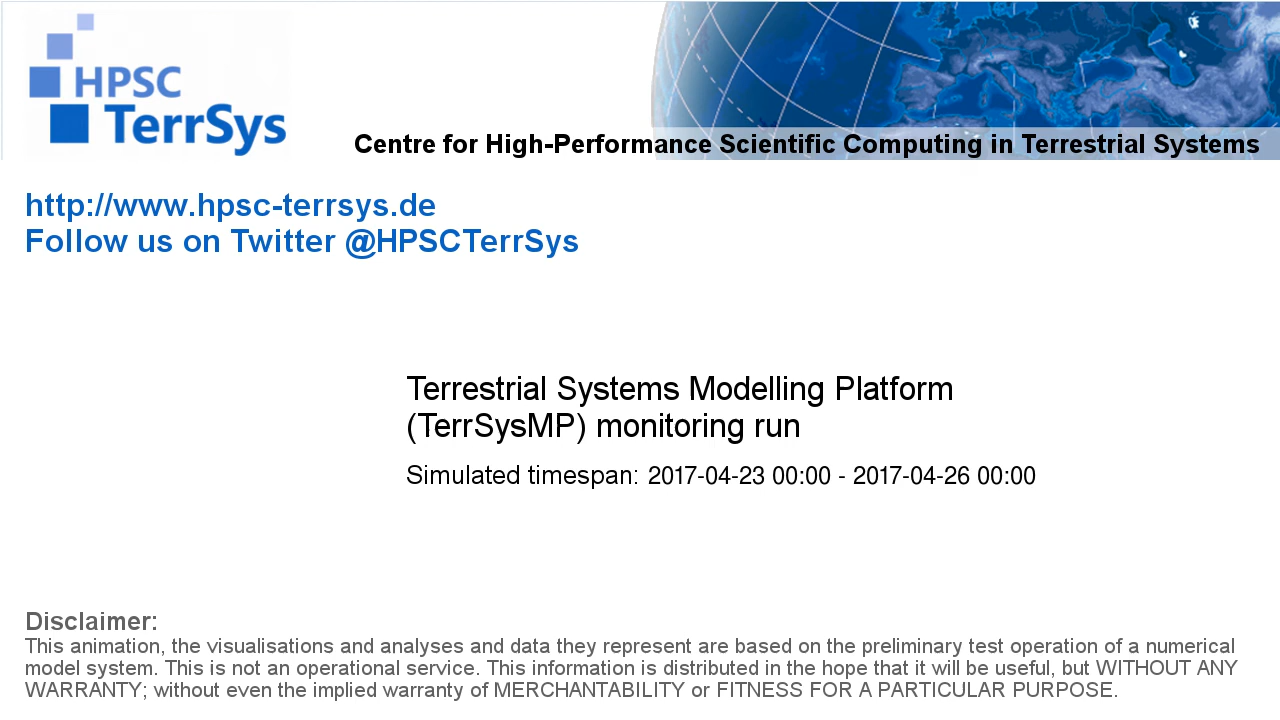 HPSC
TerrSys
Centre for High-Performance Scientific Computing in Terrestrial Systems
http://www.hpsc-terrsys.de
Follow us on Twitter @HPSCTerrSys
Terrestrial Systems Modelling Platform
(TerrSysMP) monitoring run
Simulated timespan: 2017-04-23 00:00 - 2017-04-26 00:00
Disclaimer:
This animation, the visualisations and analyses and data they represent are based on the preliminary test operation of a numerical
model system. This is not an operational service. This information is distributed in the hope that it will be useful, but WITHOUT ANY
WARRANTY; without even the implied warranty of MERCHANTABILITY or FITNESS FOR A PARTICULAR PURPOSE.